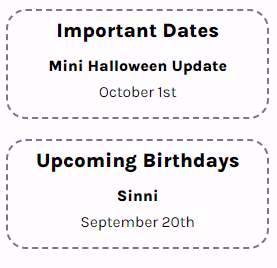 Important Dates
Mini Halloween Update
October 1st
Upcoming Birthdays
Sinni
September 20th